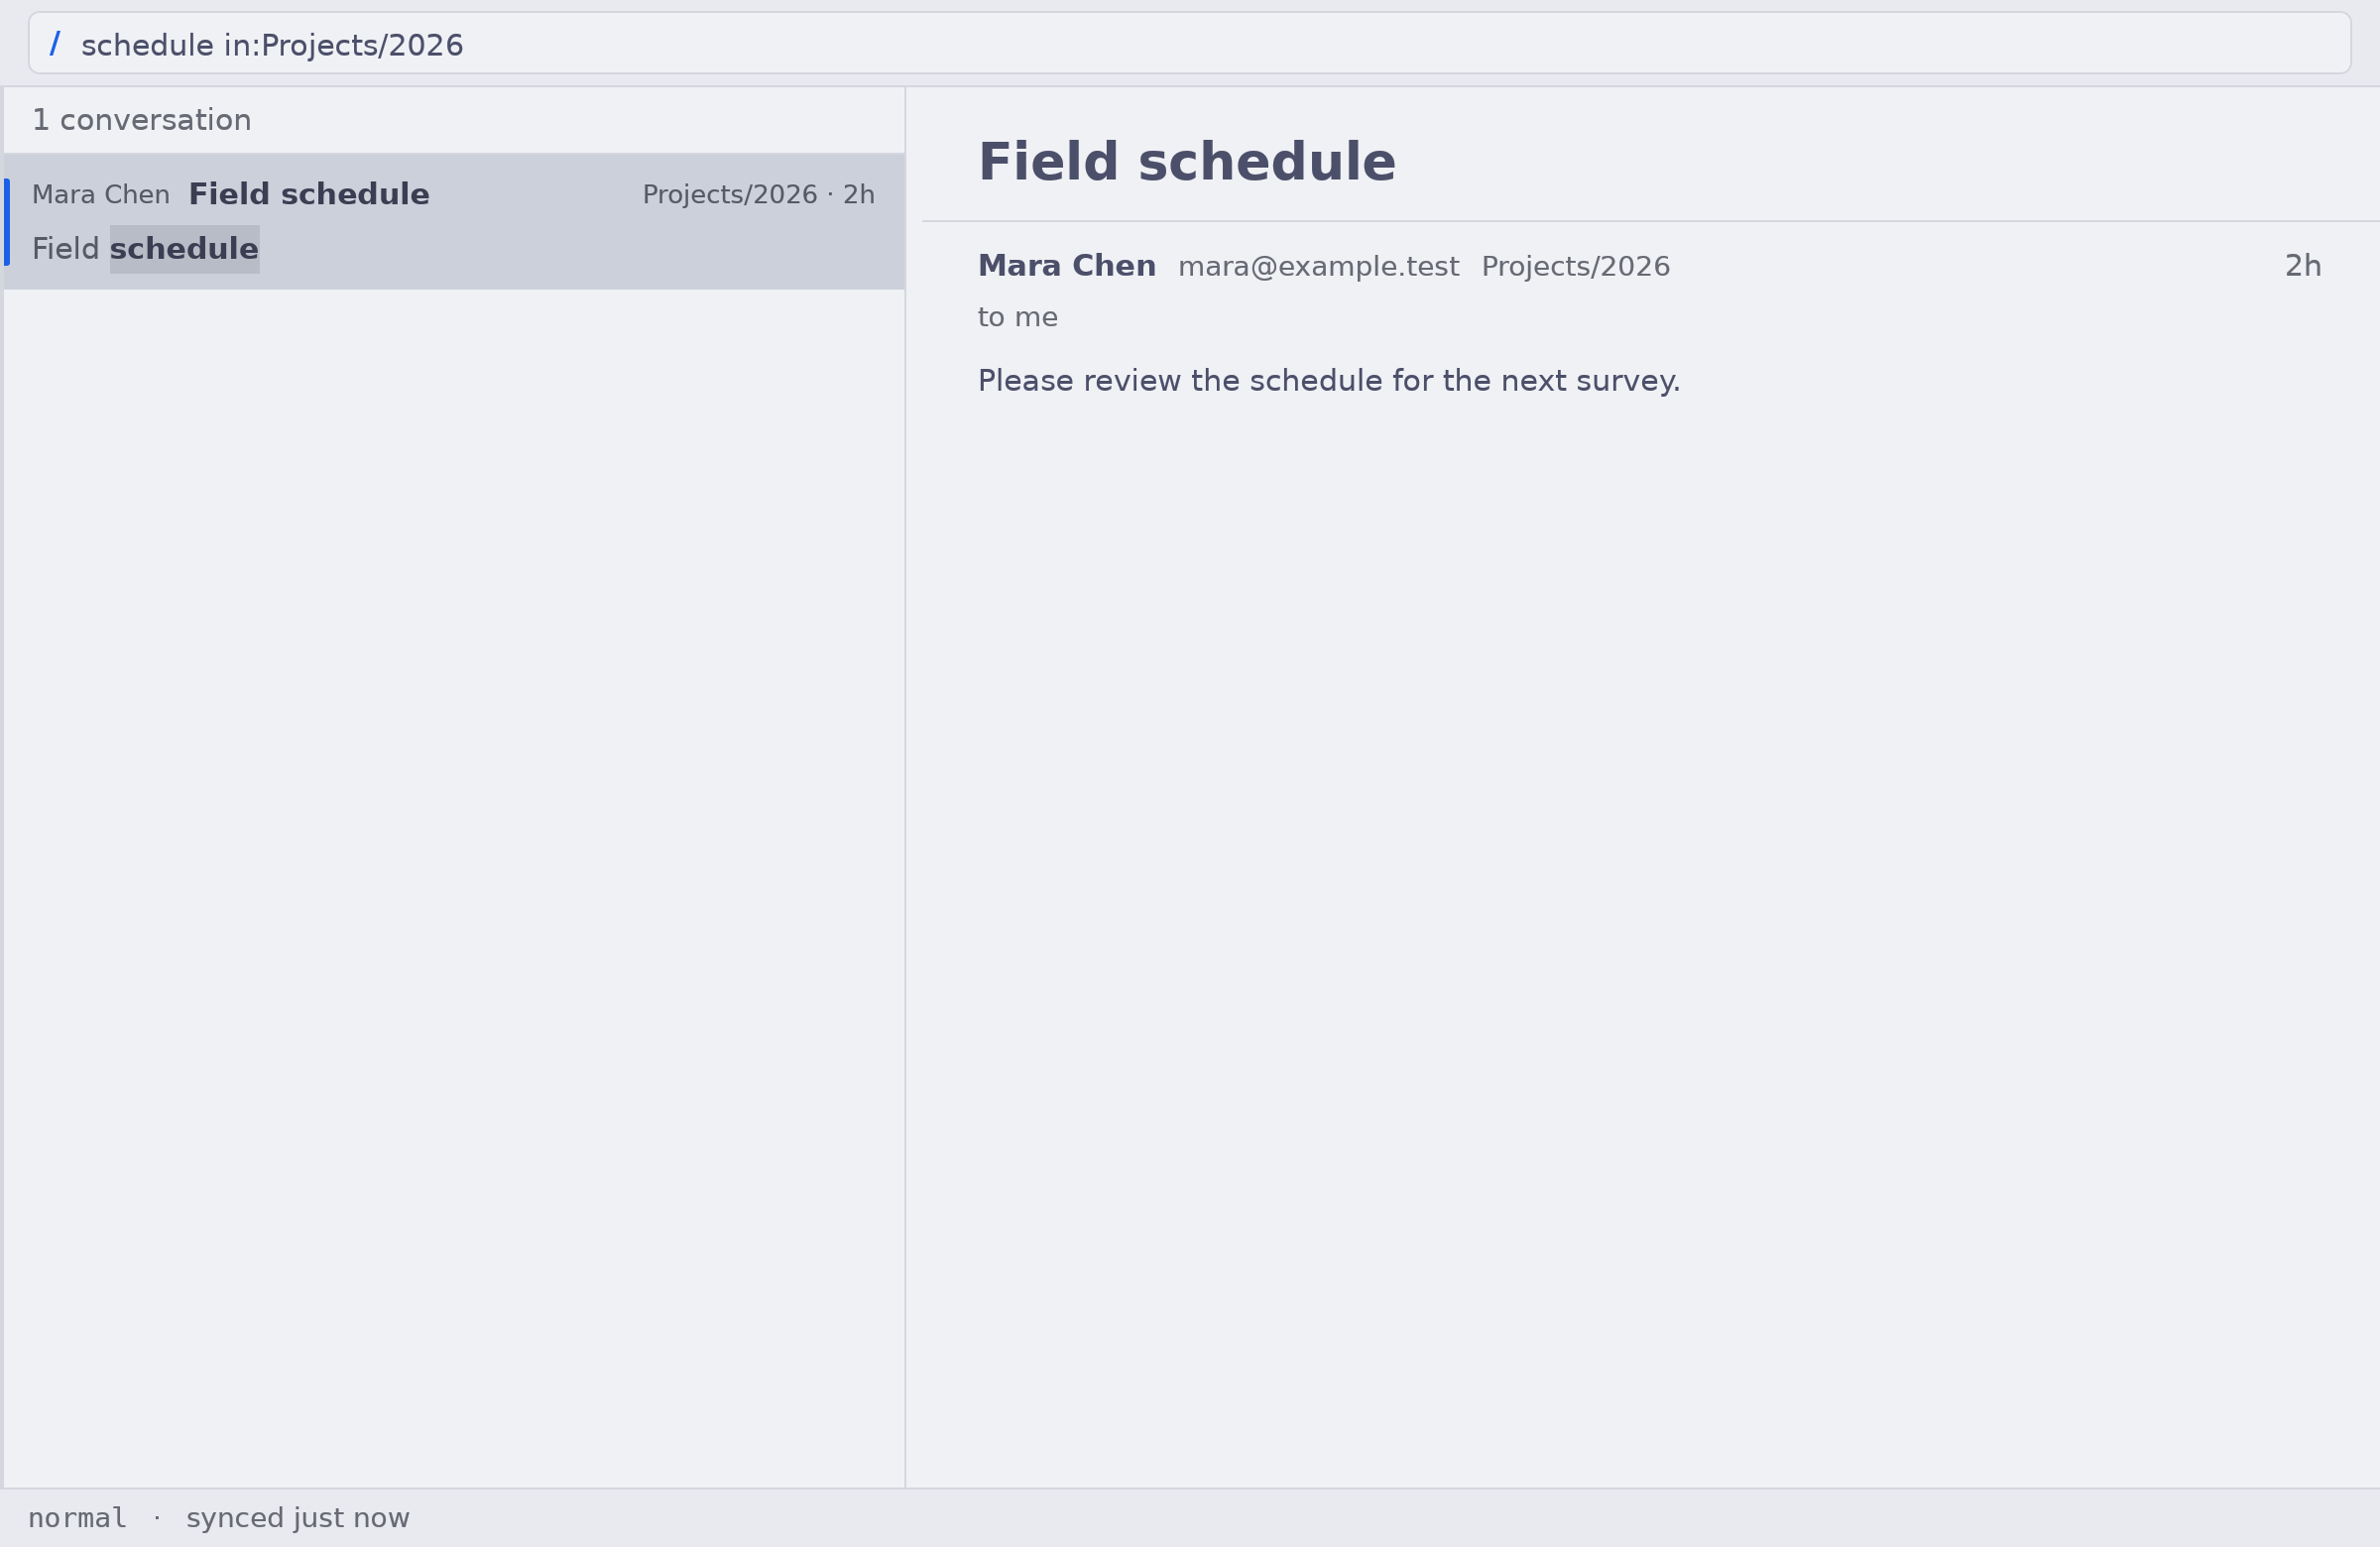 / schedule in:Projects/2026
1 conversation
Mara Chen Field schedule Projects/2026 · 2h
Field schedule
Field schedule
Mara Chen mara@example.test Projects/2026 2h
to me
Please review the schedule for the next survey.
normal · synced just now